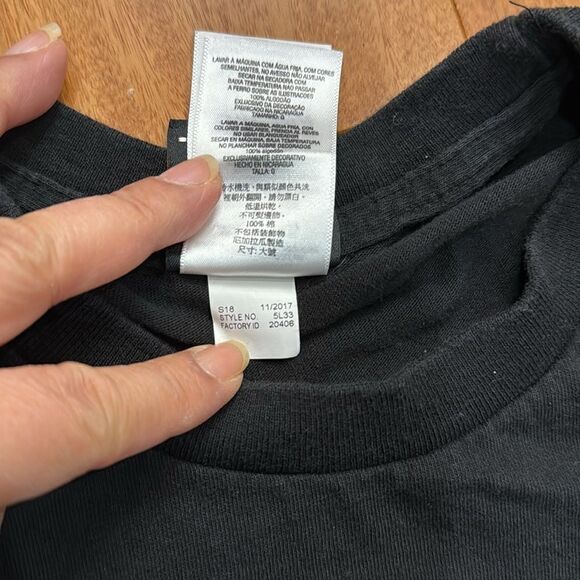 LAVAR À MÁQUINA COM ÁGUA FRIA, COM CORES
SEMELHANTES, NO AVESSO NÃO ALVEJAR
SECAR NA SECADORA COM
BAIXA TEMPERATURA NÃO PASSAR
A FERRO SOBRE AS ILUSTRACÕES
100% ALGODÃO
EXCLUSIVO DA DECORAÇÃO
FABRICADO NA NICARÁGUA
TAMANHO: G
LAVAR A MÁQUINA, AGUA FRIA, CON
COLORES SIMILARES, PRENDA AL REVES
NO USAR BLANQUEADOR
SECAR EN MÁQUINA, BAJA TEMPERATURA
NO PLANCHAR SOBRE DECORADOS
100% algodón
EXCLUSIVAMENTE DECORATIVO
HECHO EN NICARAGUA
TALLA: G
冷水機洗，與類似顏色共洗
裡朝外翻開。請勿漂白。
低溫烘乾。
不可熨邊飾。
100% 棉
不包括裝飾物
尼加拉瓜製造
尺寸: 大號
S18 11/2017
STYLE NO. 5L33
FACTORY ID 20406